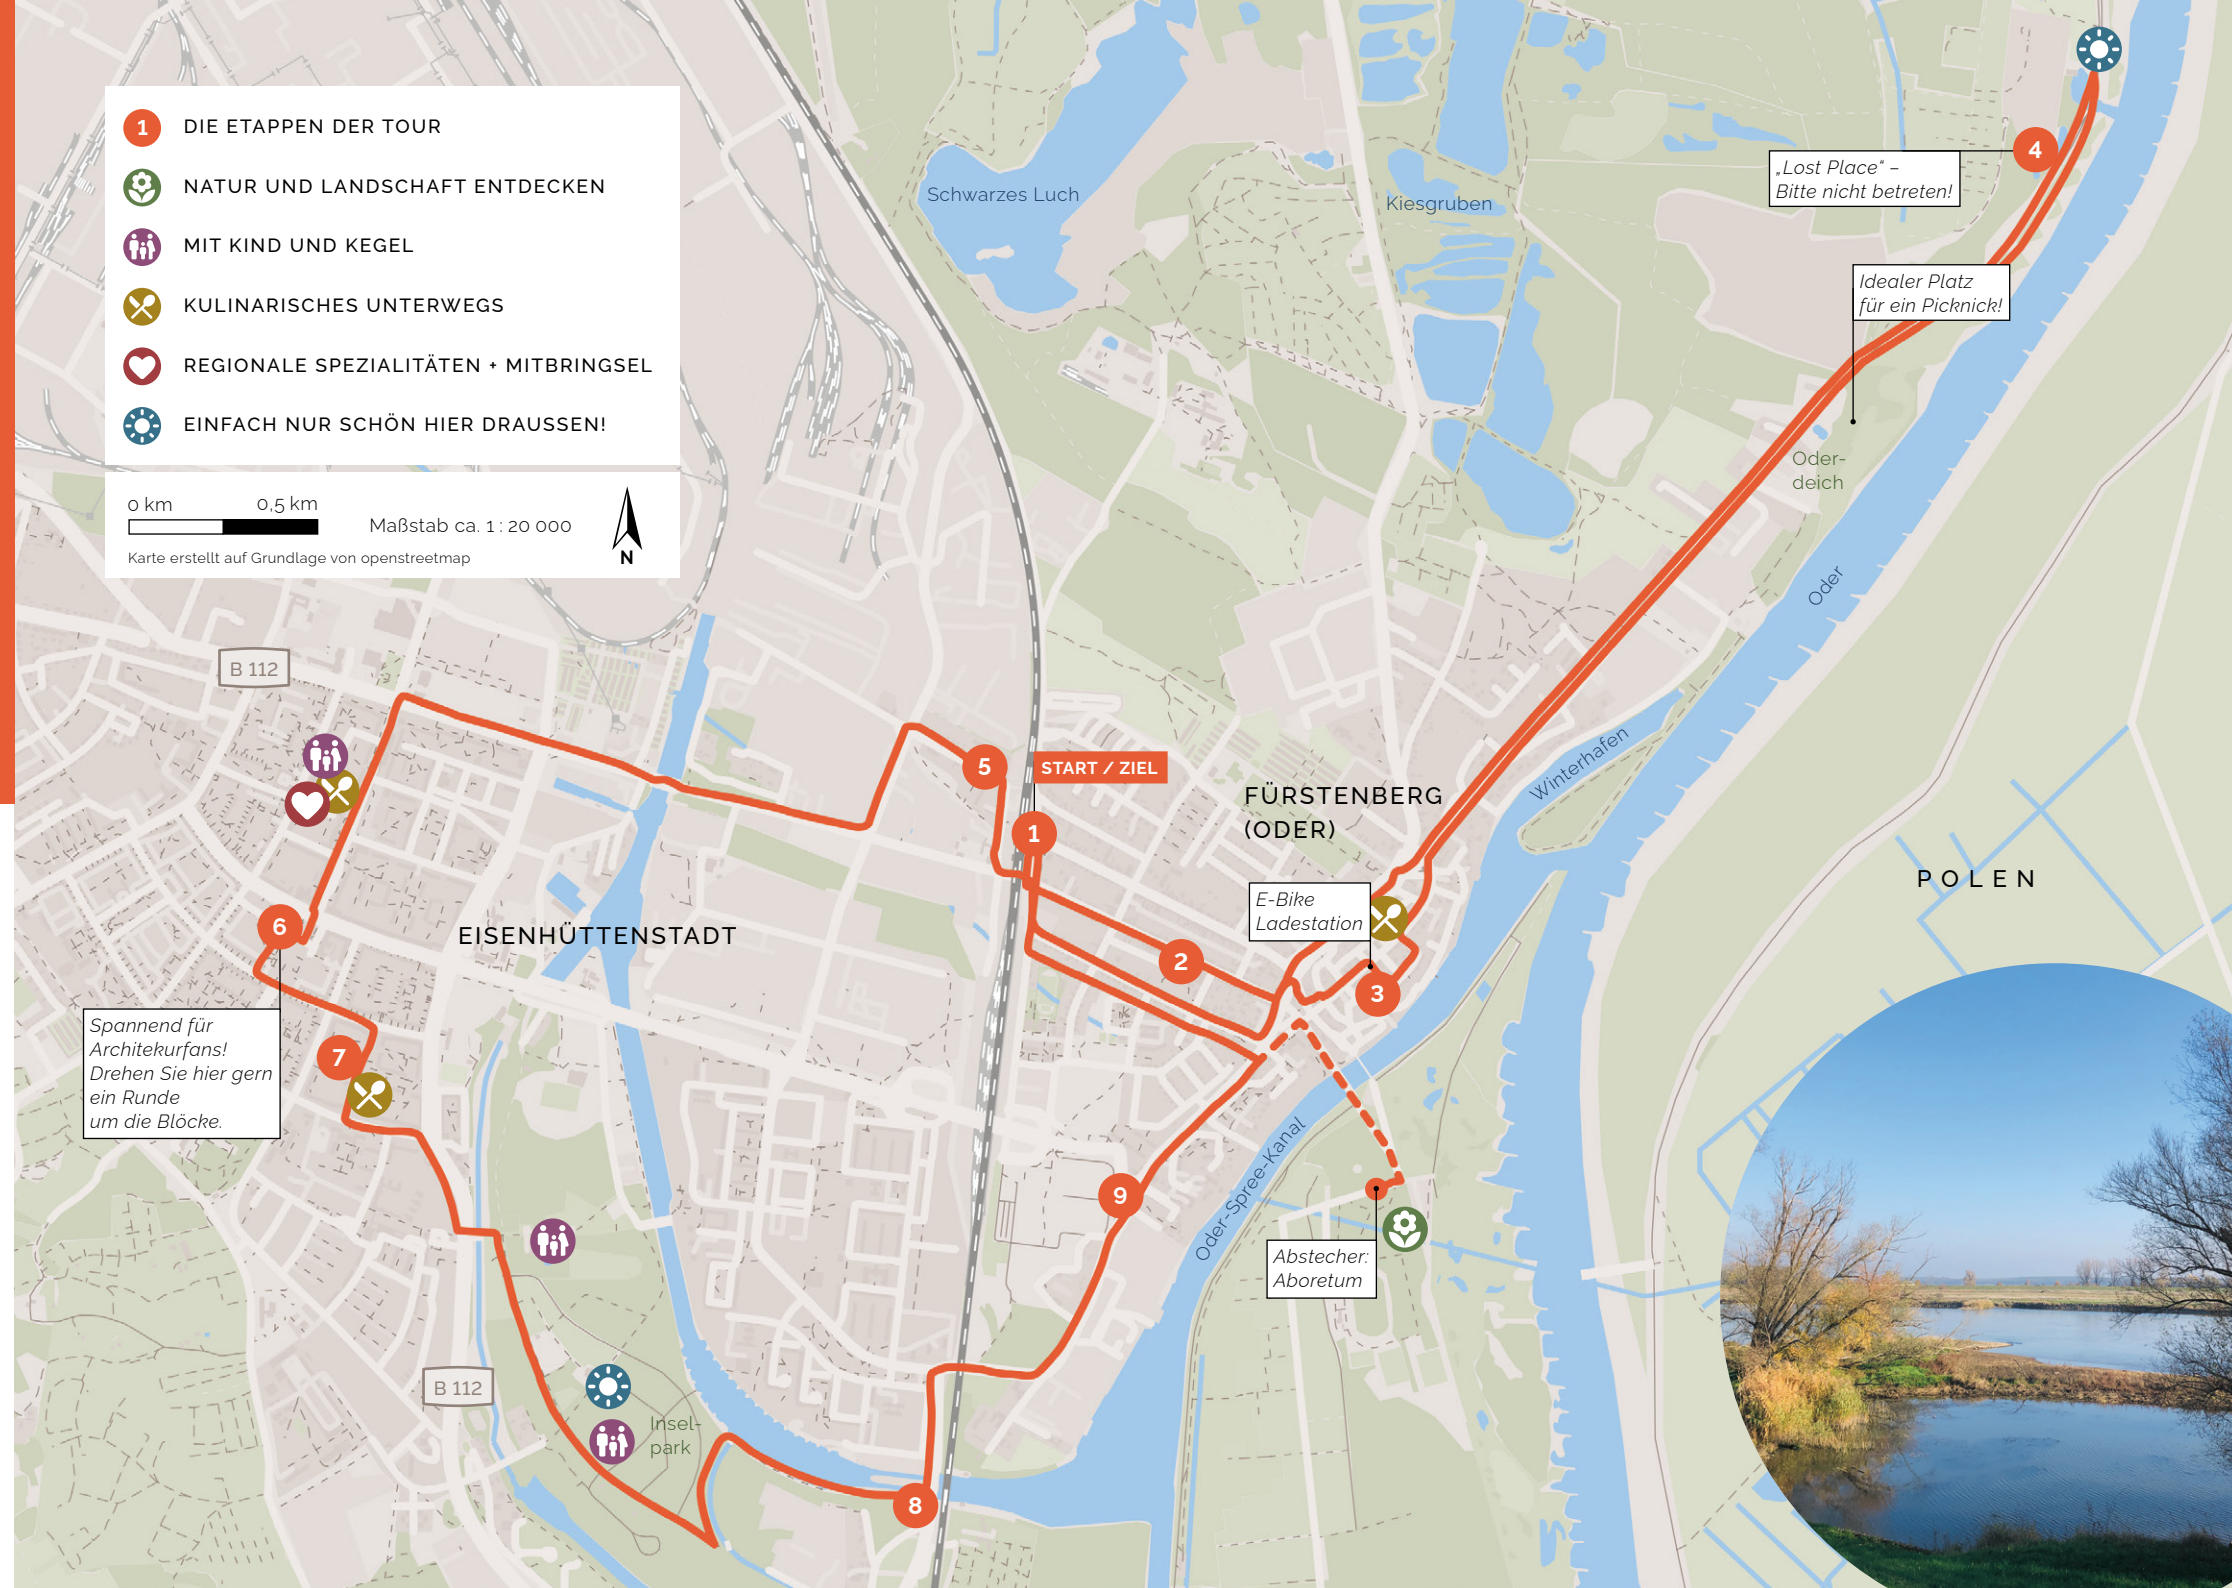 1 DIE ETAPPEN DER TOUR
NATUR UND LANDSCHAFT ENTDECKEN
MIT KIND UND KEGEL
KULINARISCHES UNTERWEGS
REGIONALE SPEZIALITÄTEN + MITBRINGSEL
EINFACH NUR SCHÖN HIER DRAUSSEN!
0 km 0,5 km
Maßstab ca. 1 : 20 000
N
Karte erstellt auf Grundlage von openstreetmap
Schwarzes Luch
Kiesgruben
4
„Lost Place“ –
Bitte nicht betreten!
Idealer Platz
für ein Picknick!
Oder-
deich
Oder
B 112
5
START / ZIEL
1
FÜRSTENBERG
(ODER)
Winterhafen
POLEN
E-Bike
Ladestation
6
EISENHÜTTENSTADT
2
3
Spannend für
Architekurfans!
Drehen Sie hier gern
ein Runde
um die Blöcke.
7
9
Oder-Spree-Kanal
Abstecher:
Aboretum
B 112
Insel-
park
8